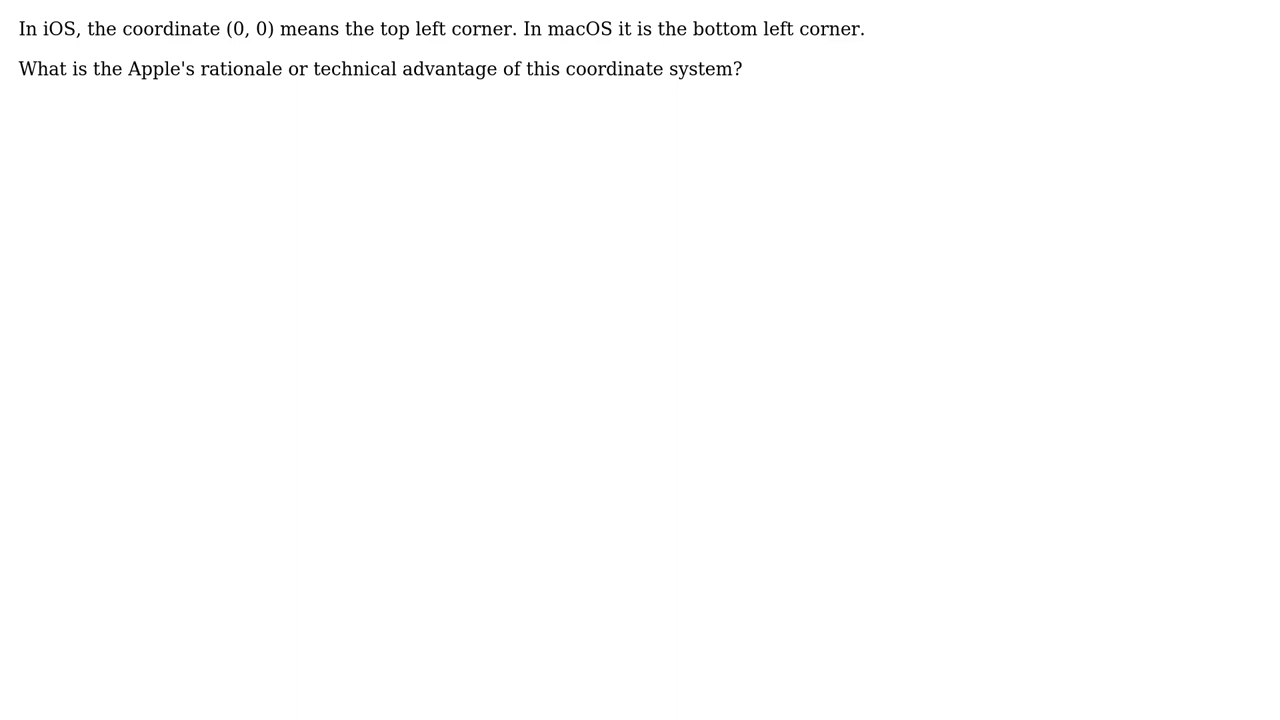 In iOS, the coordinate (0, 0) means the top left corner. In macOS it is the bottom left corner.
What is the Apple's rationale or technical advantage of this coordinate system?